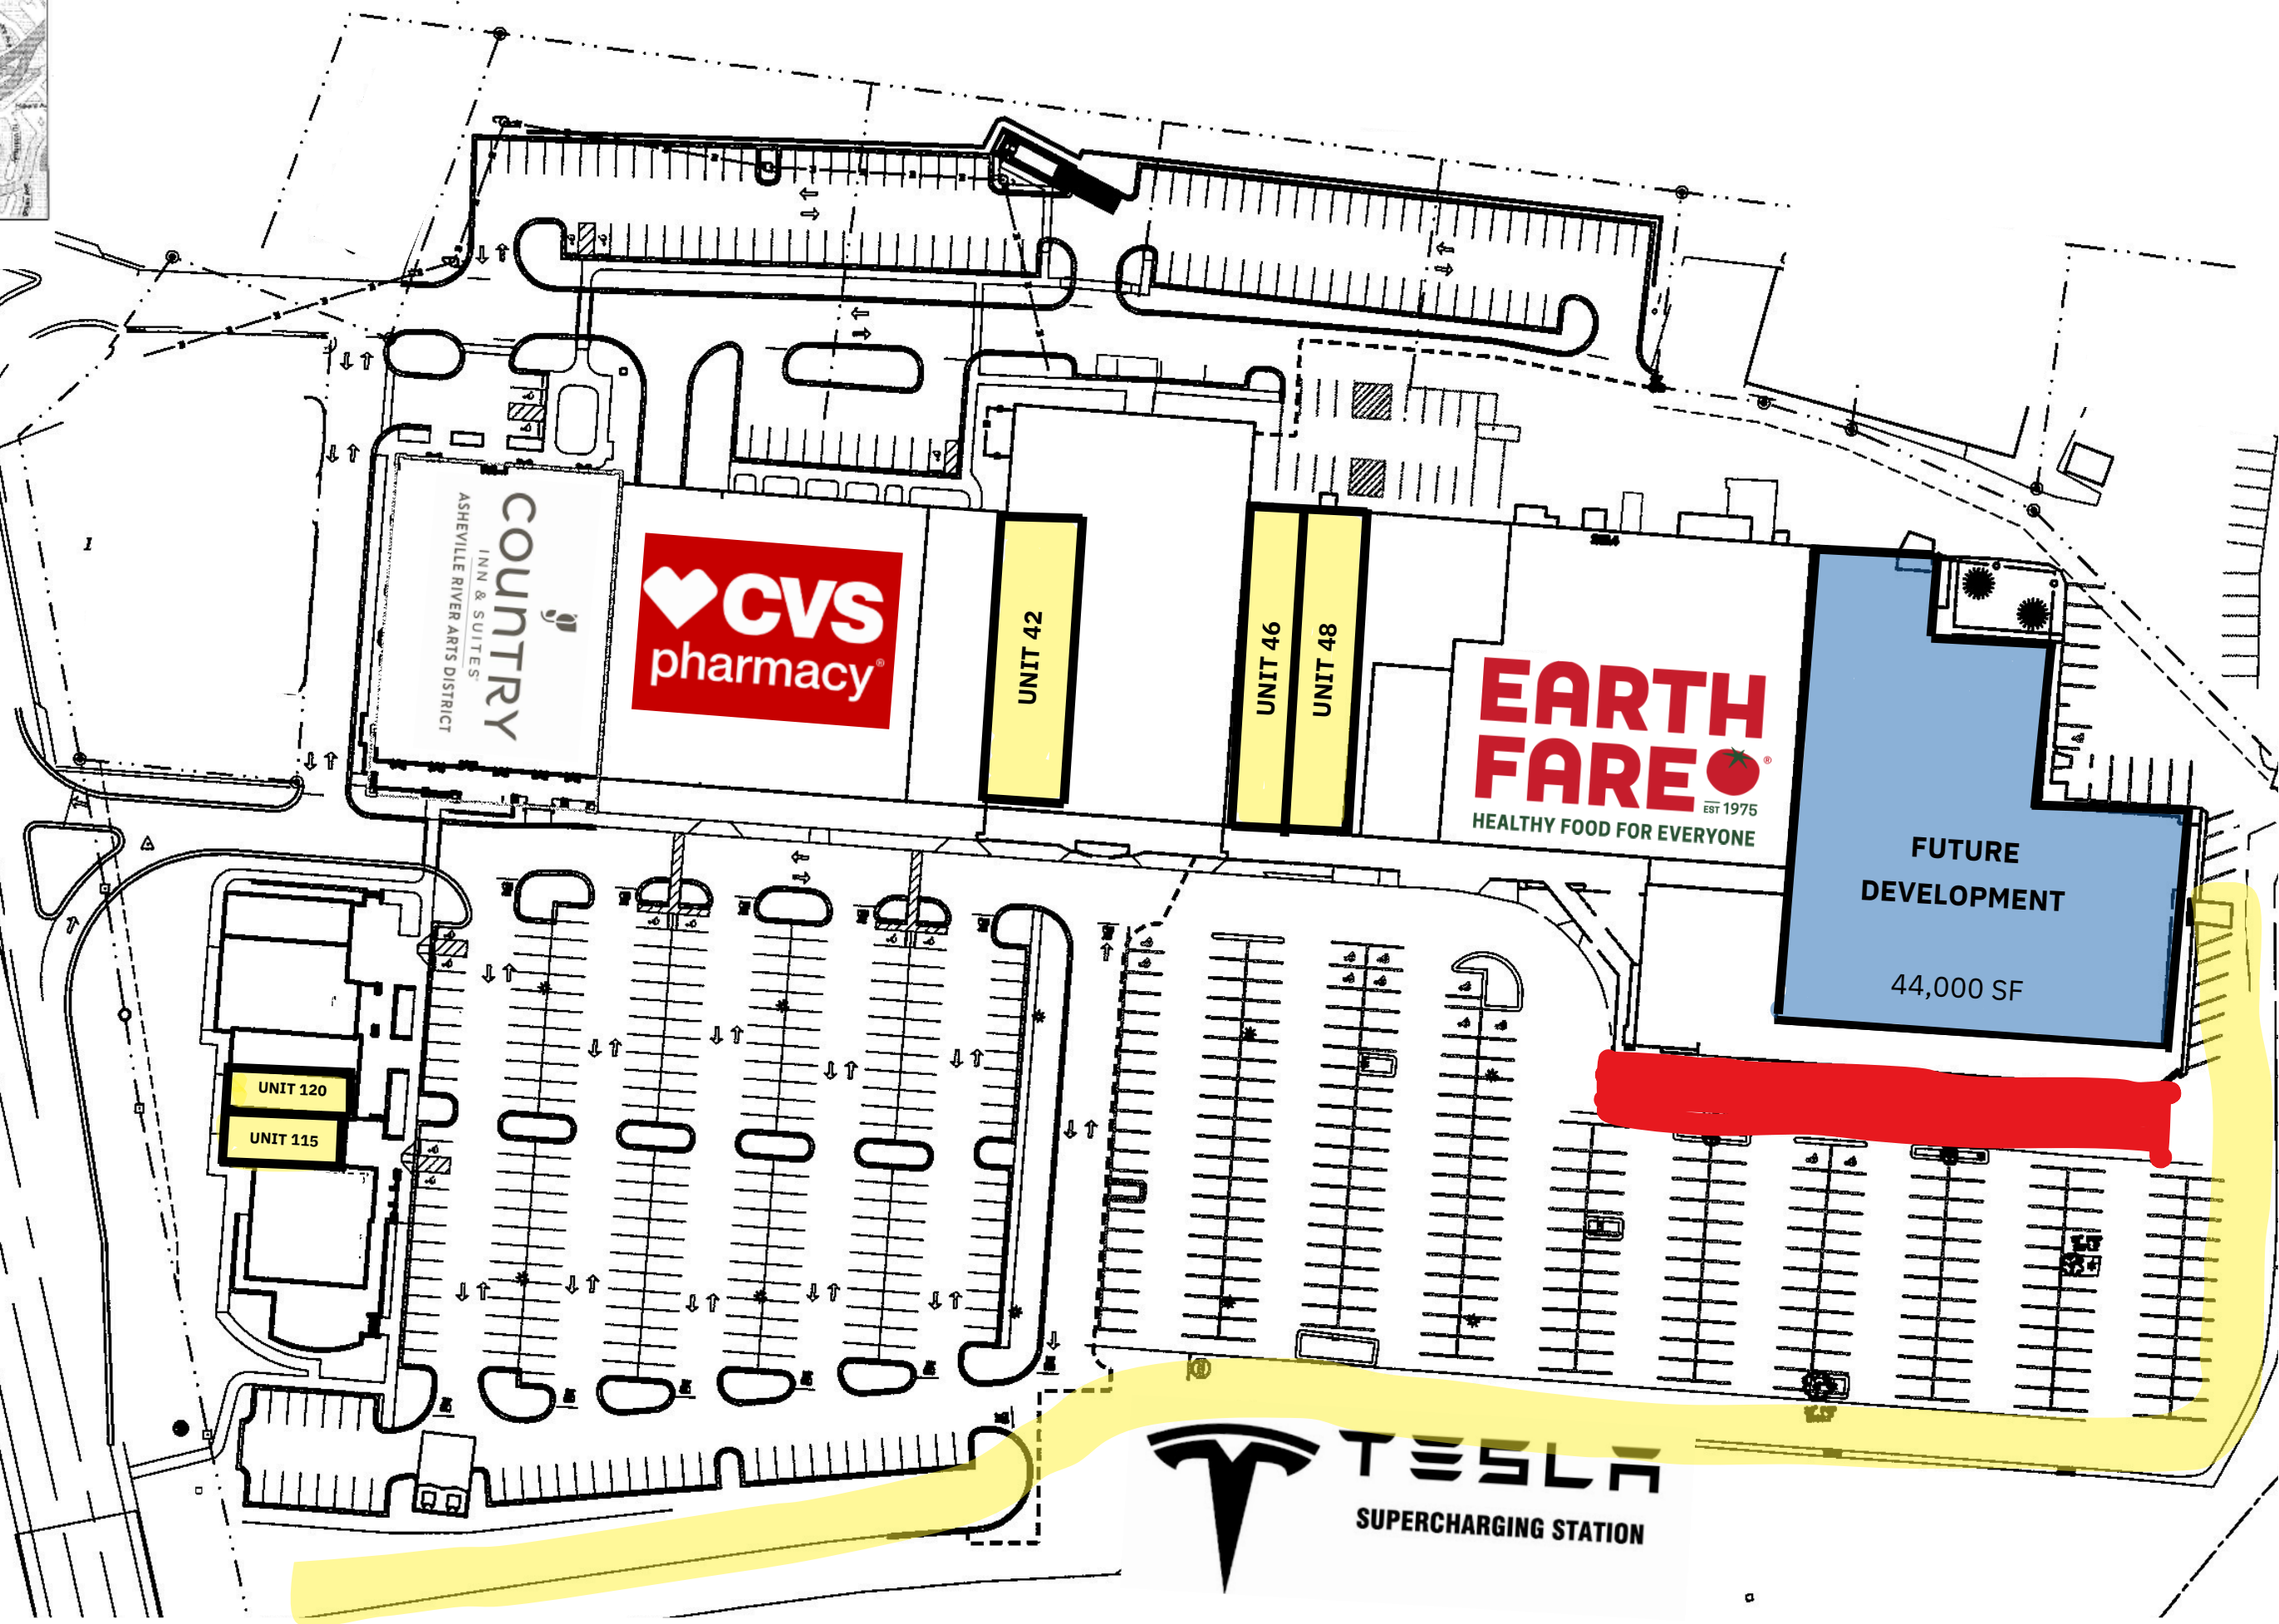 1
COUNTRY
INN & SUITES
ASHEVILLE RIVER ARTS DISTRICT
CVS
pharmacy®
UNIT 42
UNIT 46
UNIT 48
EARTH
FARE®
EST 1975
HEALTHY FOOD FOR EVERYONE
FUTURE
DEVELOPMENT
44,000 SF
UNIT 120
UNIT 115
TESLA
SUPERCHARGING STATION